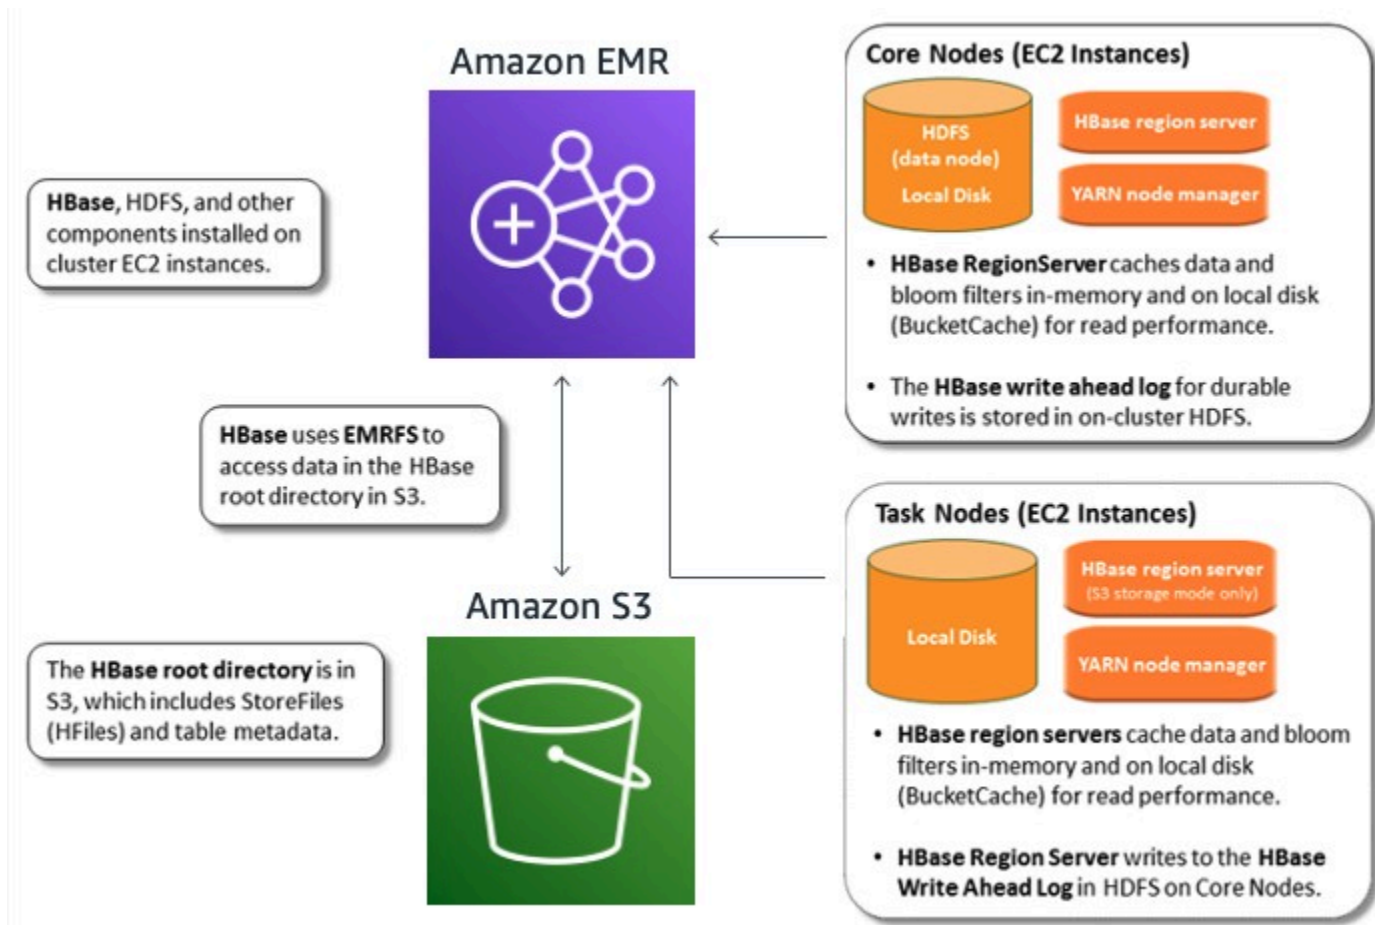 Amazon EMR
HBase, HDFS, and other
components installed on
cluster EC2 instances.
HBase uses EMRFS to
access data in the HBase
root directory in S3.
Amazon S3
The HBase root directory is in
S3, which includes StoreFiles
(HFiles) and table metadata.
Core Nodes (EC2 Instances)
HDFS
(data node)
Local Disk
HBase region server
YARN node manager
• HBase RegionServer caches data and
bloom filters in-memory and on local disk
(BucketCache) for read performance.
• The HBase write ahead log for durable
writes is stored in on-cluster HDFS.
Task Nodes (EC2 Instances)
Local Disk
HBase region server
(S3 storage mode only)
YARN node manager
• HBase region servers cache data and bloom
filters in-memory and on local disk
(BucketCache) for read performance.
• HBase Region Server writes to the HBase
Write Ahead Log in HDFS on Core Nodes.